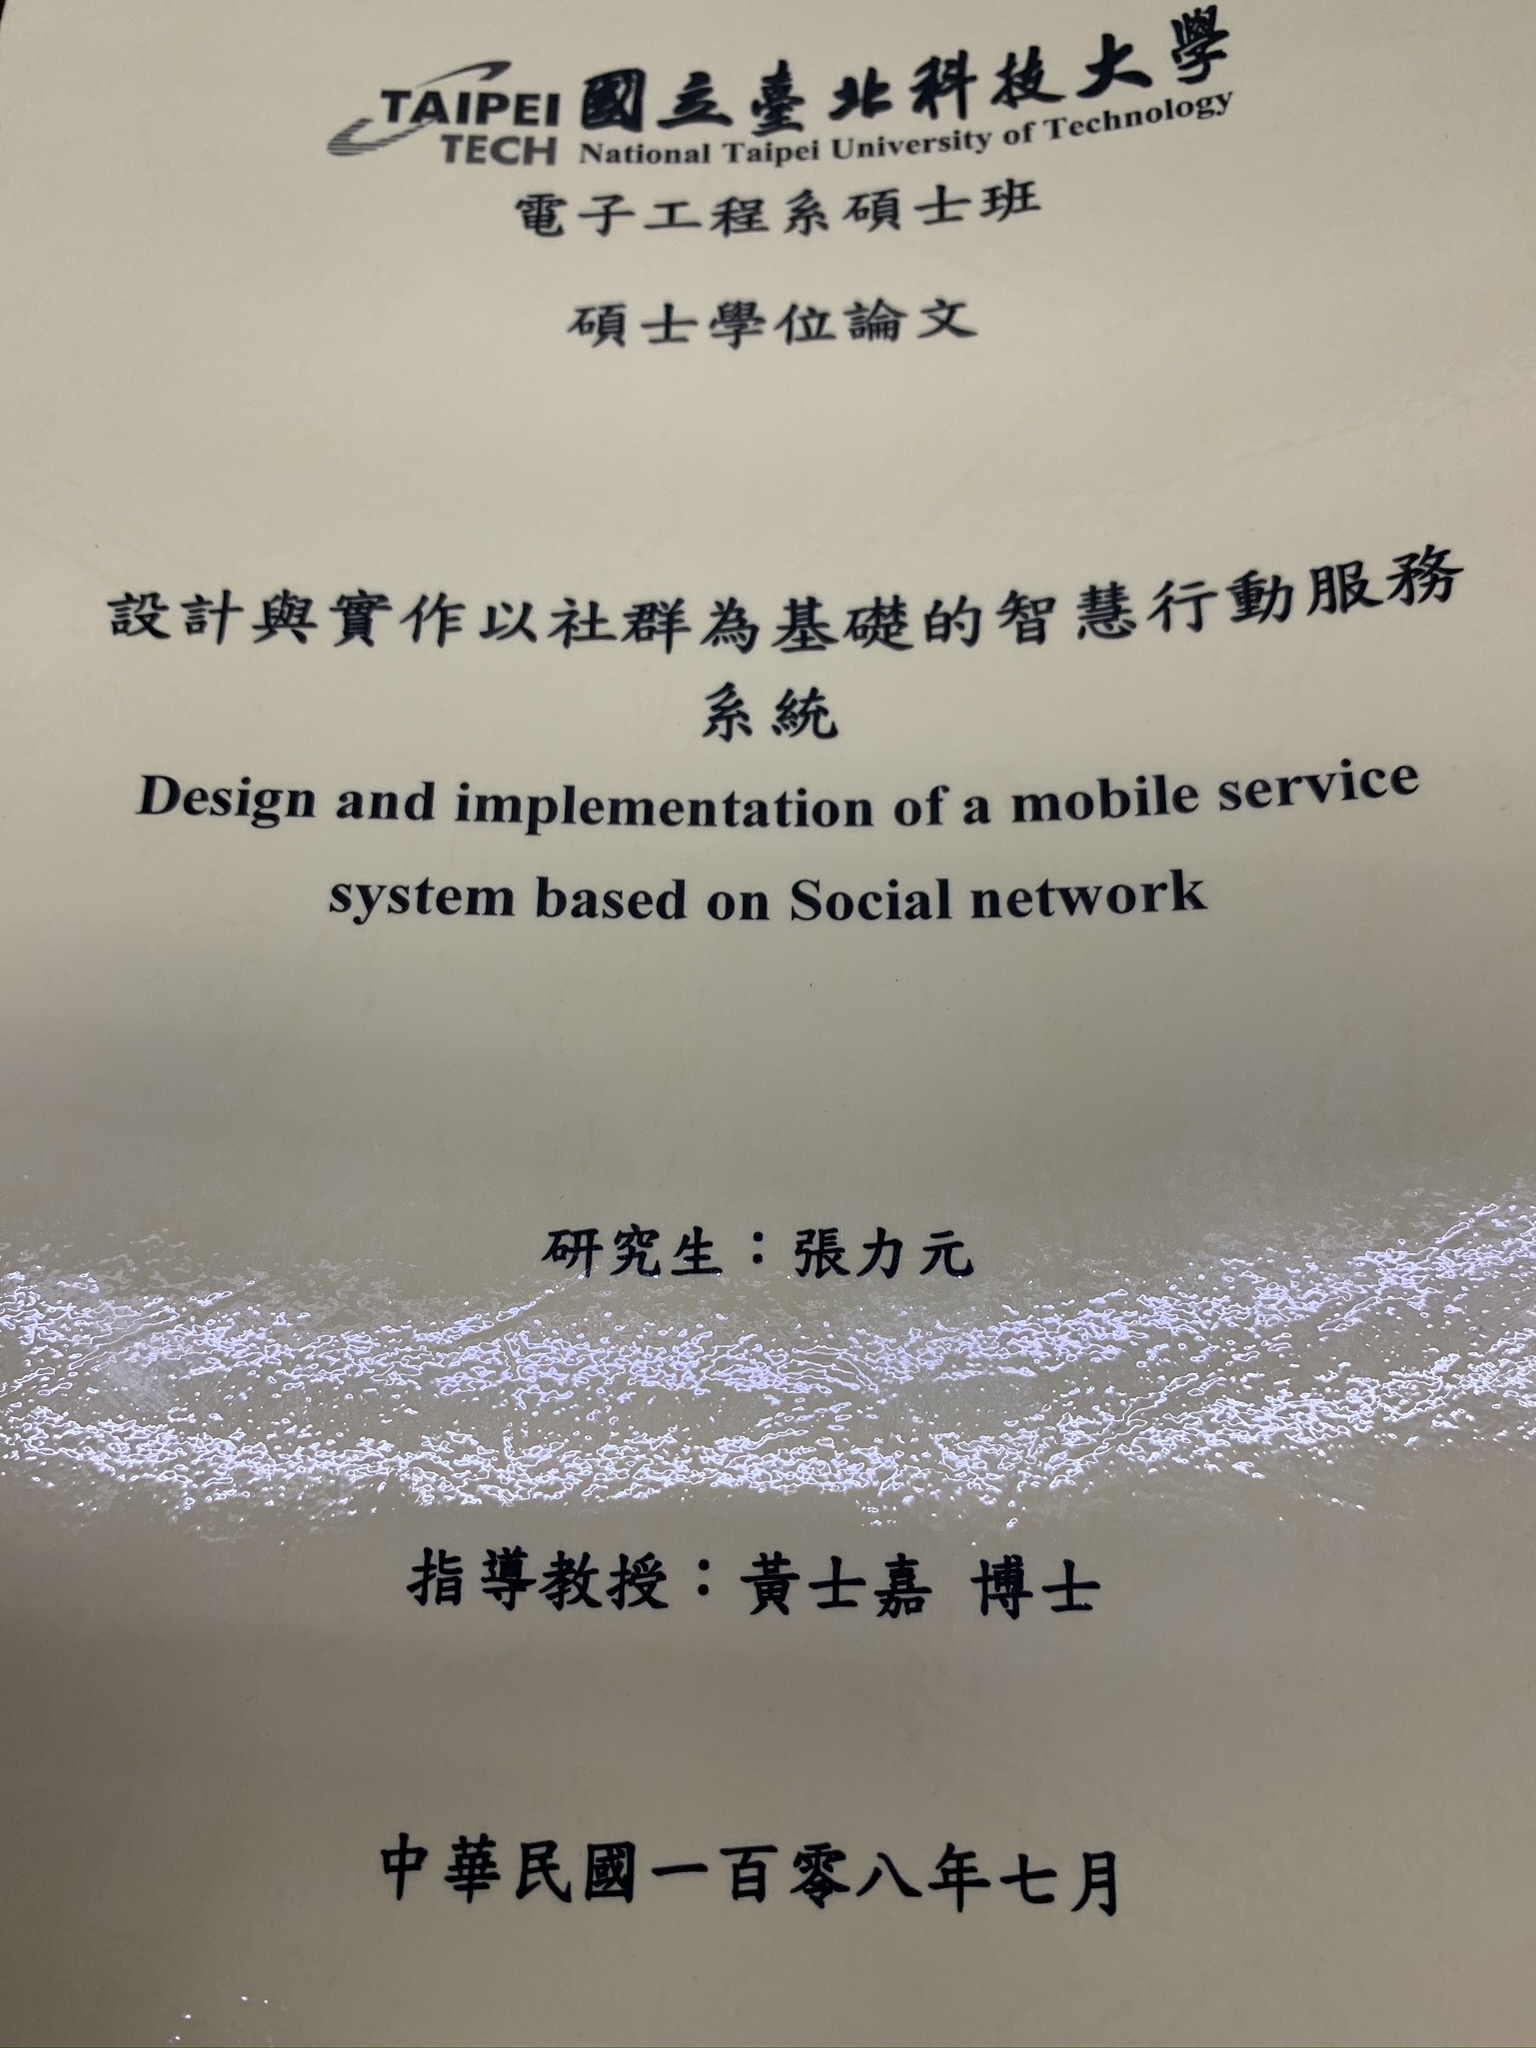 TAIPEI TECH 國立臺北科技大學
National Taipei University of Technology
電子工程系碩士班
碩士學位論文
設計與實作以社群為基礎的智慧行動服務
系統
Design and implementation of a mobile service
system based on Social network
研究生：張力元
指導教授：黃士嘉 博士
中華民國一百零八年七月